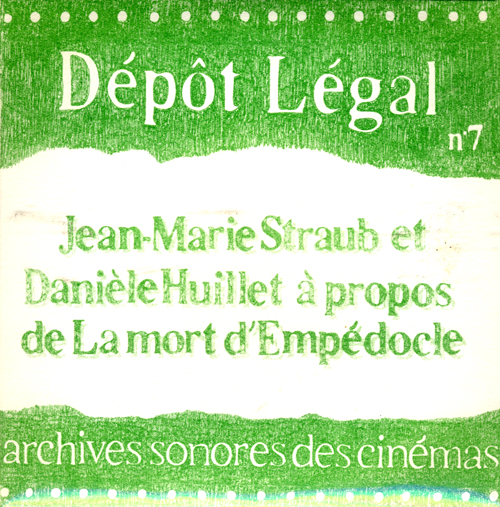 Dépôt Légal
n°7
Jean-Marie Straub et
Danièle Huillet à propos
de La mort d'Empédocle
archives sonores des cinémas